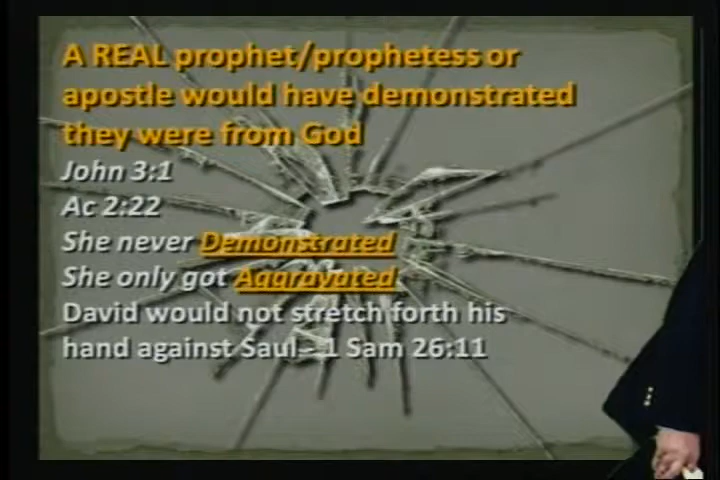 A REAL prophet/prophetess or
apostle would have demonstrated
they were from God
John 3:1
Ac 2:22
She never Demonstrated
She only got Aggravated
David would not stretch forth his
hand against Saul - 1 Sam 26:11